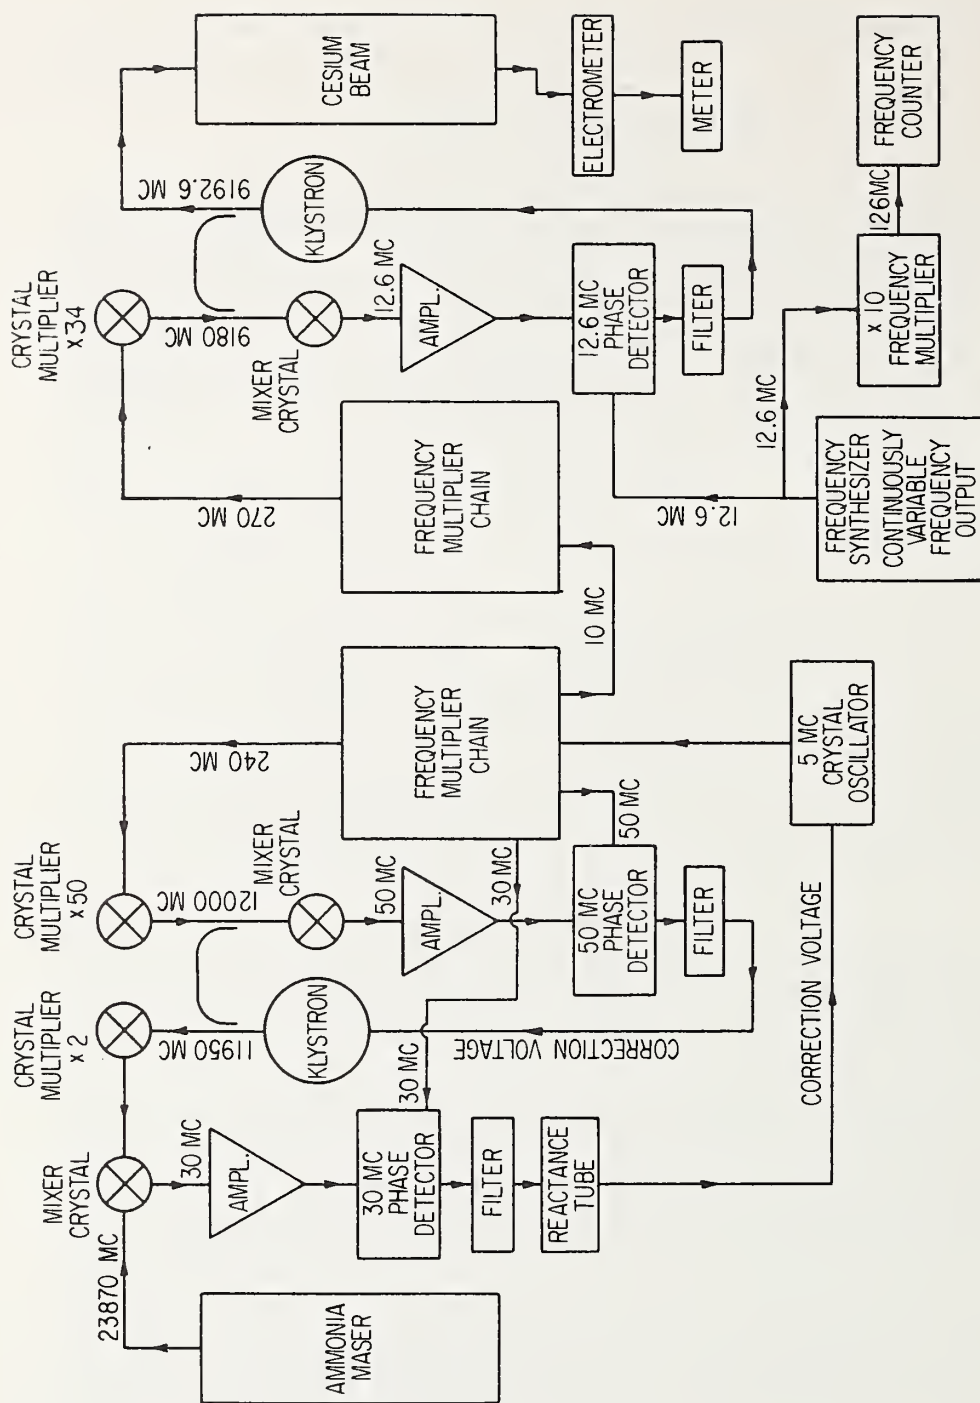 AMMONIA
MASER
23870 MC
MIXER
CRYSTAL
30 MC
AMPL.
30 MC
PHASE
DETECTOR
FILTER
REACTANCE
TUBE
CORRECTION VOLTAGE
CRYSTAL
MULTIPLIER
x2
11950 MC
KLYSTRON
CORRECTION VOLTAGE
30 MC
CRYSTAL
MULTIPLIER
x50
12000 MC
MIXER
CRYSTAL
50 MC
AMPL.
30 MC
50 MC
PHASE
DETECTOR
FILTER
50 MC
240 MC
FREQUENCY
MULTIPLIER
CHAIN
5 MC
CRYSTAL
OSCILLATOR
10 MC
270 MC
FREQUENCY
MULTIPLIER
CHAIN
CRYSTAL
MULTIPLIER
x34
9180 MC
MIXER
CRYSTAL
12.6 MC
AMPL.
12.6 MC
PHASE
DETECTOR
FILTER
9192.6 MC
KLYSTRON
CESIUM
BEAM
ELECTROMETER
METER
12.6 MC
FREQUENCY
SYNTHESIZER
CONTINUOUSLY
VARIABLE
FREQUENCY
OUTPUT
12.6 MC
x 10
FREQUENCY
MULTIPLIER
126MC
FREQUENCY
COUNTER